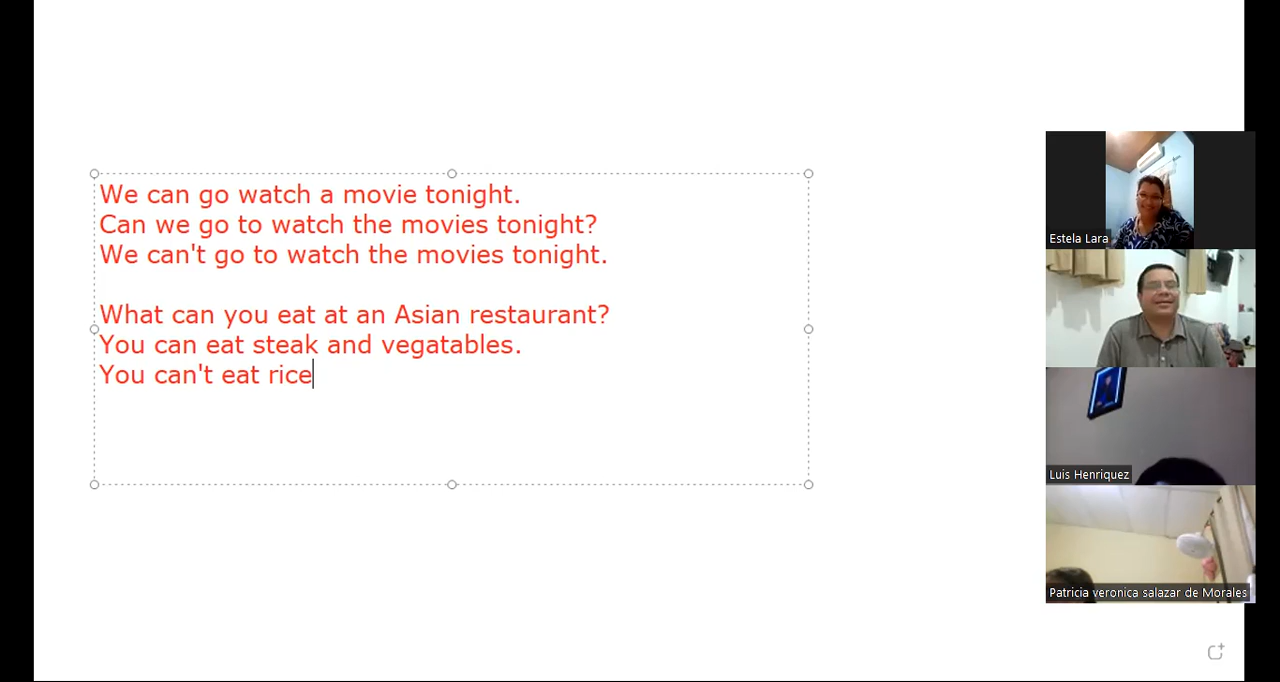 We can go watch a movie tonight.
Can we go to watch the movies tonight?
We can't go to watch the movies tonight.
What can you eat at an Asian restaurant?
You can eat steak and vegatables.
You can't eat rice
Estela Lara
Luis Henriquez
Patricia veronica salazar de Morales